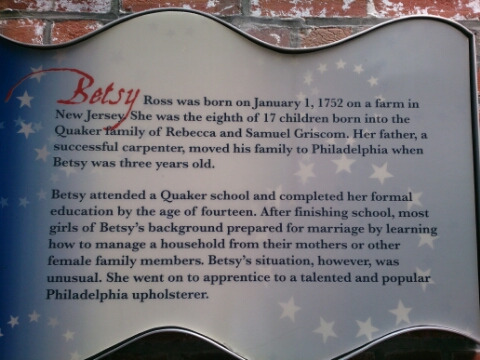 Betsy Ross was born on January 1, 1752 on a farm in
New Jersey. She was the eighth of 17 children born into the
Quaker family of Rebecca and Samuel Griscom. Her father, a
successful carpenter, moved his family to Philadelphia when
Betsy was three years old.
Betsy attended a Quaker school and completed her formal
education by the age of fourteen. After finishing school, most
girls of Betsy's background prepared for marriage by learning
how to manage a household from their mothers or other
female family members. Betsy's situation, however, was
unusual. She went on to apprentice to a talented and popular
Philadelphia upholsterer.